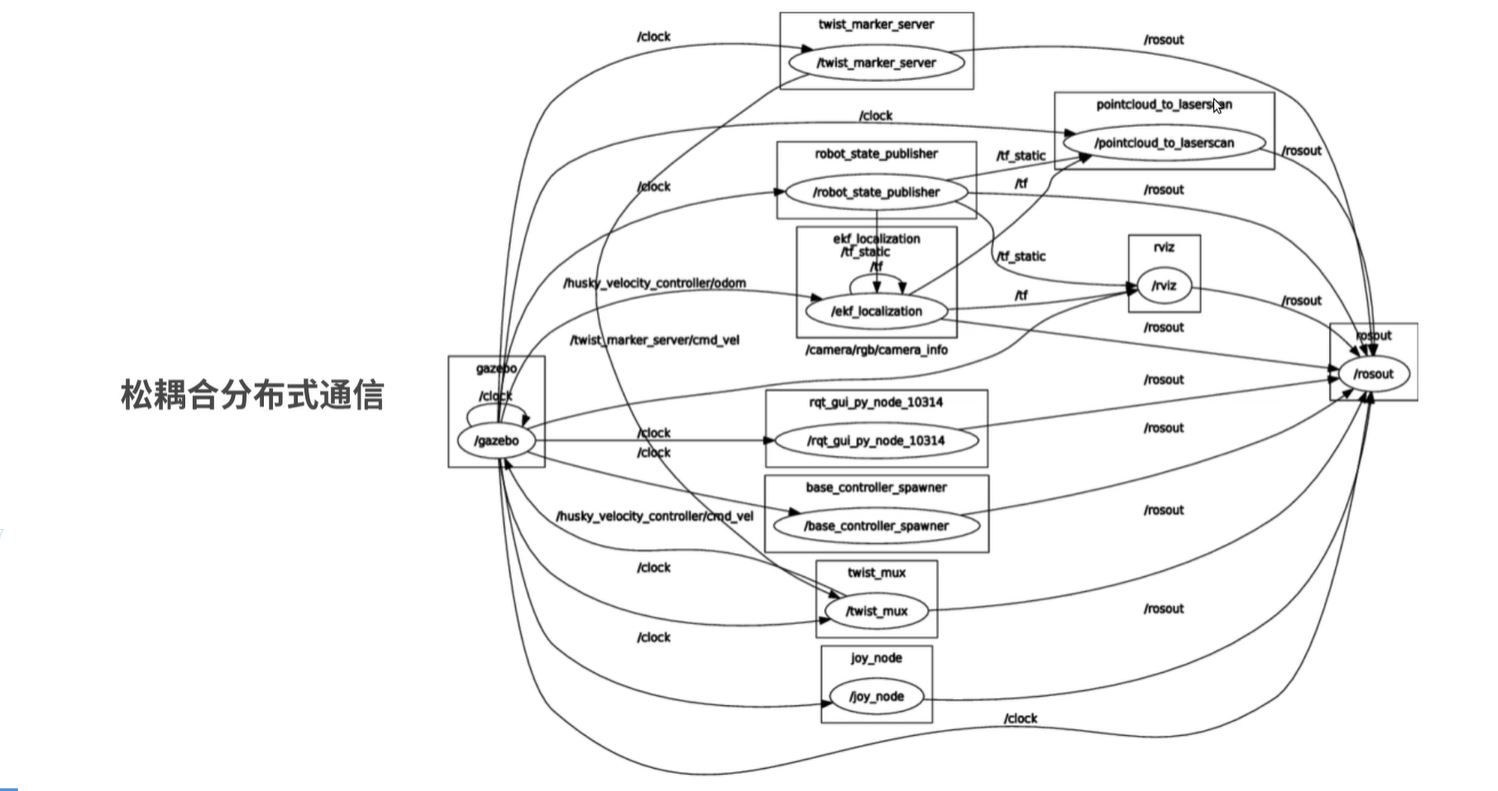 松耦合分布式通信
twist_marker_server
/clock
/rosout
/twist_marker_server
pointcloud_to_laserscan
/clock
/pointcloud_to_laserscan
/rosout
robot_state_publisher
/tf_static
/clock
/robot_state_publisher
/tf
/rosout
ekf_localization
/tf_static
/tf
rviz
/tf_static
/husky_velocity_controller/odom
/rviz
/tf
/rosout
/ekf_localization
/rosout
/twist_marker_server/cmd_vel
/camera/rgb/camera_info
rosout
gazebo
/rosout
/rosout
/clock
rqt_gui_py_node_10314
/clock
/gazebo
/rqt_gui_py_node_10314
/rosout
/clock
base_controller_spawner
/husky_velocity_controller/cmd_vel
/base_controller_spawner
/rosout
/clock
twist_mux
/twist_mux
/rosout
/clock
joy_node
/joy_node
/clock